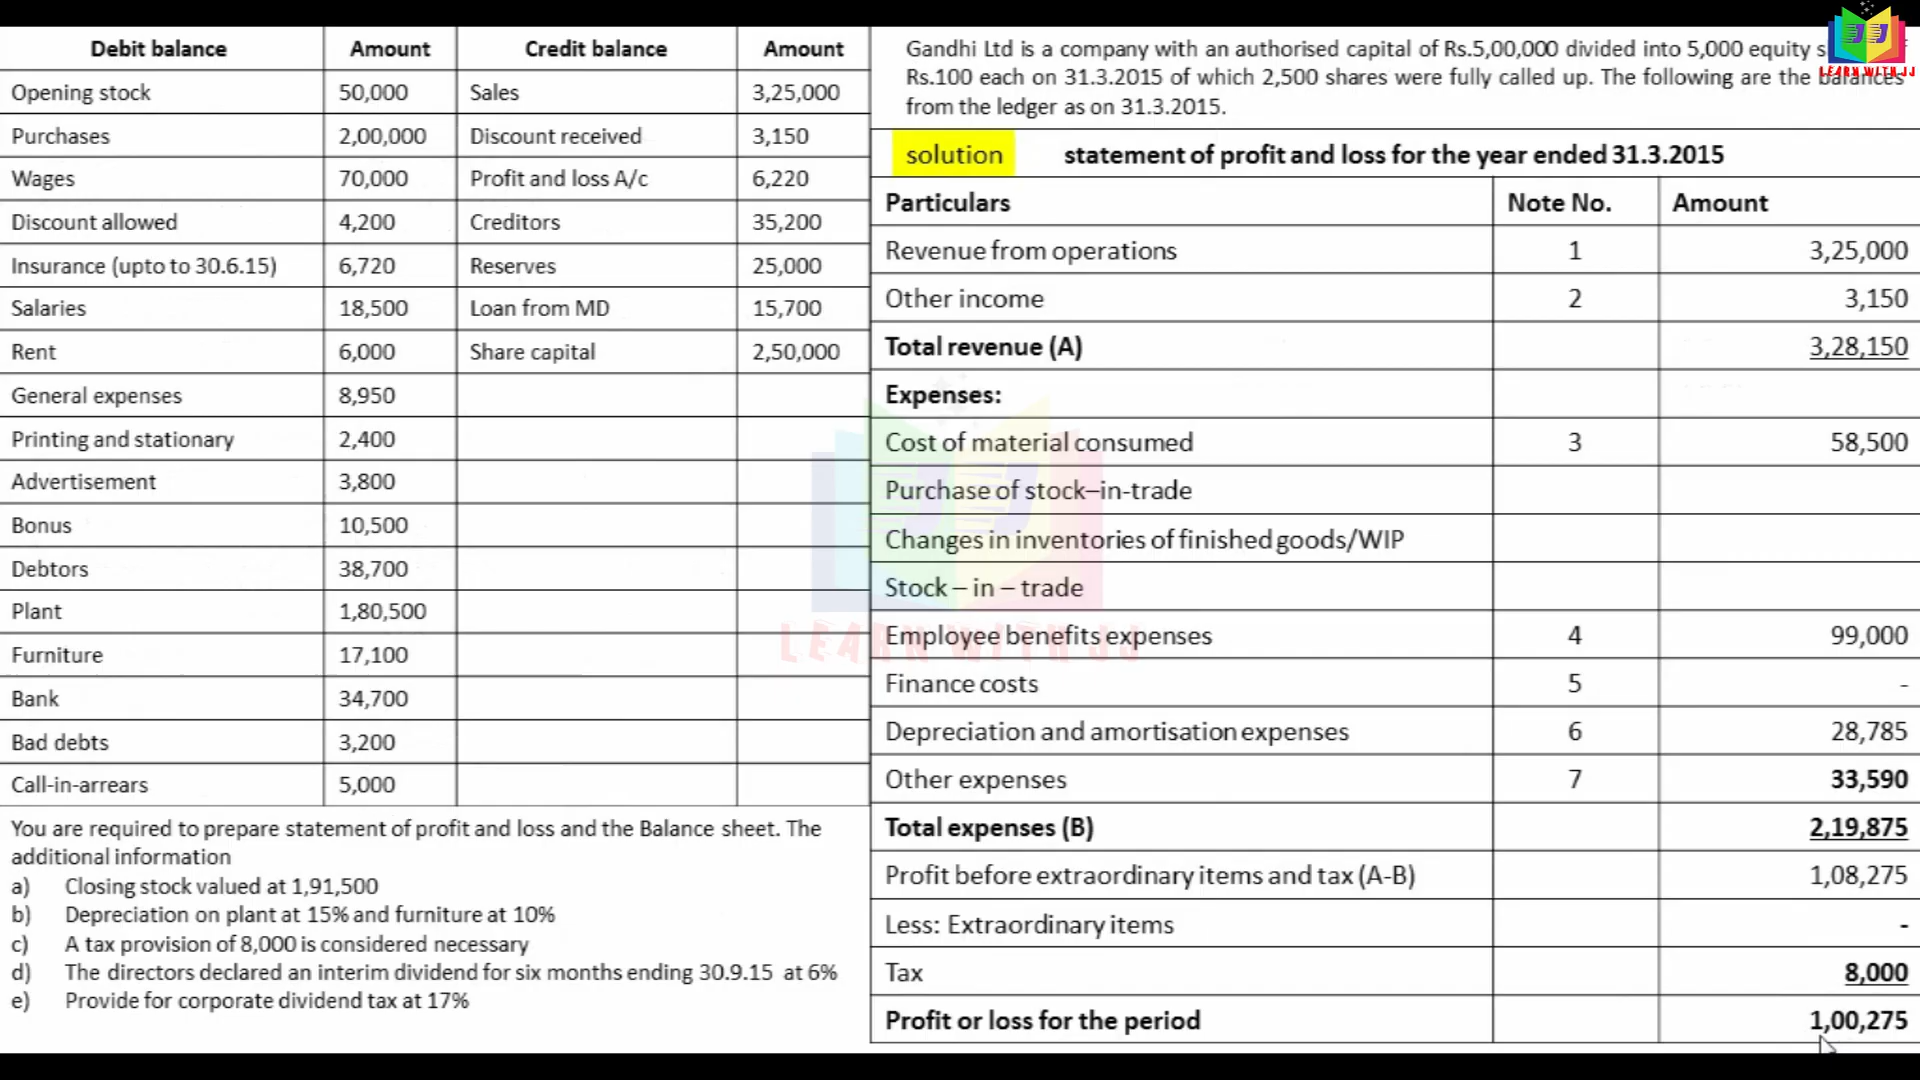 Debit balance Amount Credit balance Amount
Opening stock 50,000 Sales 3,25,000
Purchases 2,00,000 Discount received 3,150
Wages 70,000 Profit and loss A/c 6,220
Discount allowed 4,200 Creditors 35,200
Insurance (upto to 30.6.15) 6,720 Reserves 25,000
Salaries 18,500 Loan from MD 15,700
Rent 6,000 Share capital 2,50,000
General expenses 8,950
Printing and stationary 2,400
Advertisement 3,800
Bonus 10,500
Debtors 38,700
Plant 1,80,500
Furniture 17,100
Bank 34,700
Bad debts 3,200
Call-in-arrears 5,000
You are required to prepare statement of profit and loss and the Balance sheet. The
additional information
a) Closing stock valued at 1,91,500
b) Depreciation on plant at 15% and furniture at 10%
c) A tax provision of 8,000 is considered necessary
d) The directors declared an interim dividend for six months ending 30.9.15 at 6%
e) Provide for corporate dividend tax at 17%
Gandhi Ltd is a company with an authorised capital of Rs.5,00,000 divided into 5,000 equity
Rs.100 each on 31.3.2015 of which 2,500 shares were fully called up. The following are the balances
from the ledger as on 31.3.2015.
solution statement of profit and loss for the year ended 31.3.2015
Particulars Note No. Amount
Revenue from operations 1 3,25,000
Other income 2 3,150
Total revenue (A) 3,28,150
Expenses:
Cost of material consumed 3 58,500
Purchase of stock–in-trade
Changes in inventories of finished goods/WIP
Stock – in – trade
Employee benefits expenses 4 99,000
Finance costs 5 -
Depreciation and amortisation expenses 6 28,785
Other expenses 7 33,590
Total expenses (B) 2,19,875
Profit before extraordinary items and tax (A-B) 1,08,275
Less: Extraordinary items -
Tax 8,000
Profit or loss for the period 1,00,275
JJ
LEARN WITH JJ
LEARN WITH JJ